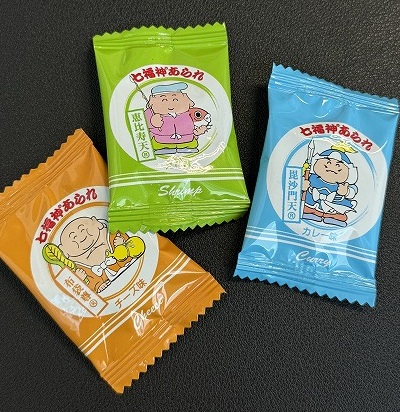 七福神あられ
恵比寿天®
Shrimp
七福神あられ
毘沙門天®
カレー味
Curry
七福神あられ
布袋様®
チーズ味
Cheese